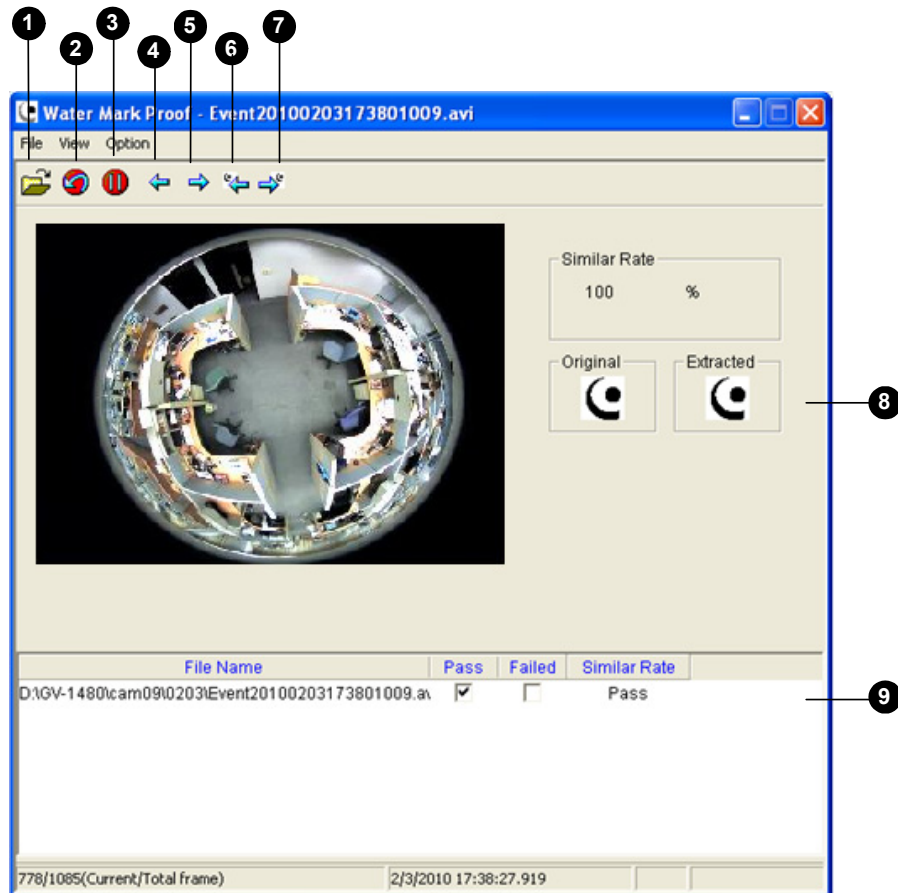 1 2 3 4 5 6 7
Water Mark Proof - Event20100203173801009.avi
File View Option
Similar Rate
100 %
Original Extracted
8
File Name Pass Failed Similar Rate
D:\GV-1480\cam09\0203\Event20100203173801009.av Pass
9
778/1085(Current/Total frame) 2/3/2010 17:38:27.919